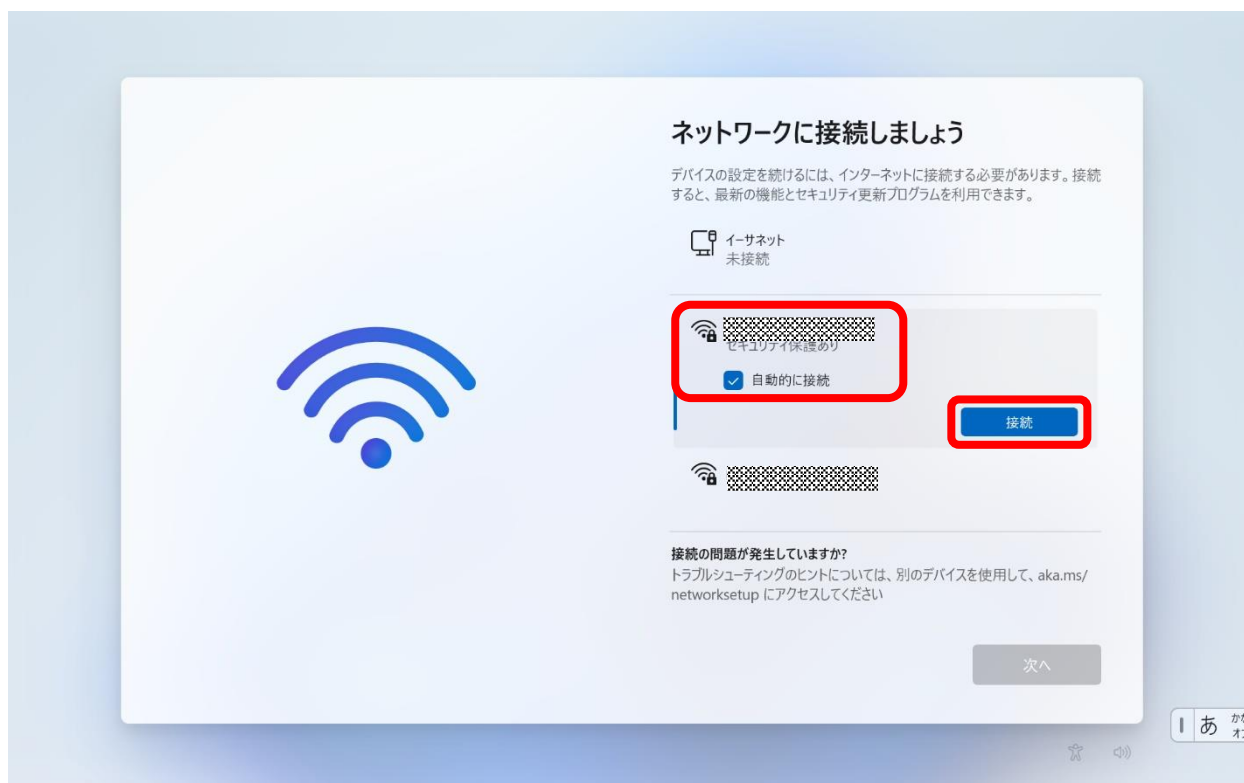 ネットワークに接続しましょう
デバイスの設定を続けるには、インターネットに接続する必要があります。接続
すると、最新の機能とセキュリティ更新プログラムを利用できます。
イーサネット
未接続
セキュリティ保護あり
自動的に接続
接続
接続の問題が発生していますか?
トラブルシューティングのヒントについては、別のデバイスを使用して、aka.ms/
networksetup にアクセスしてください
次へ
あ